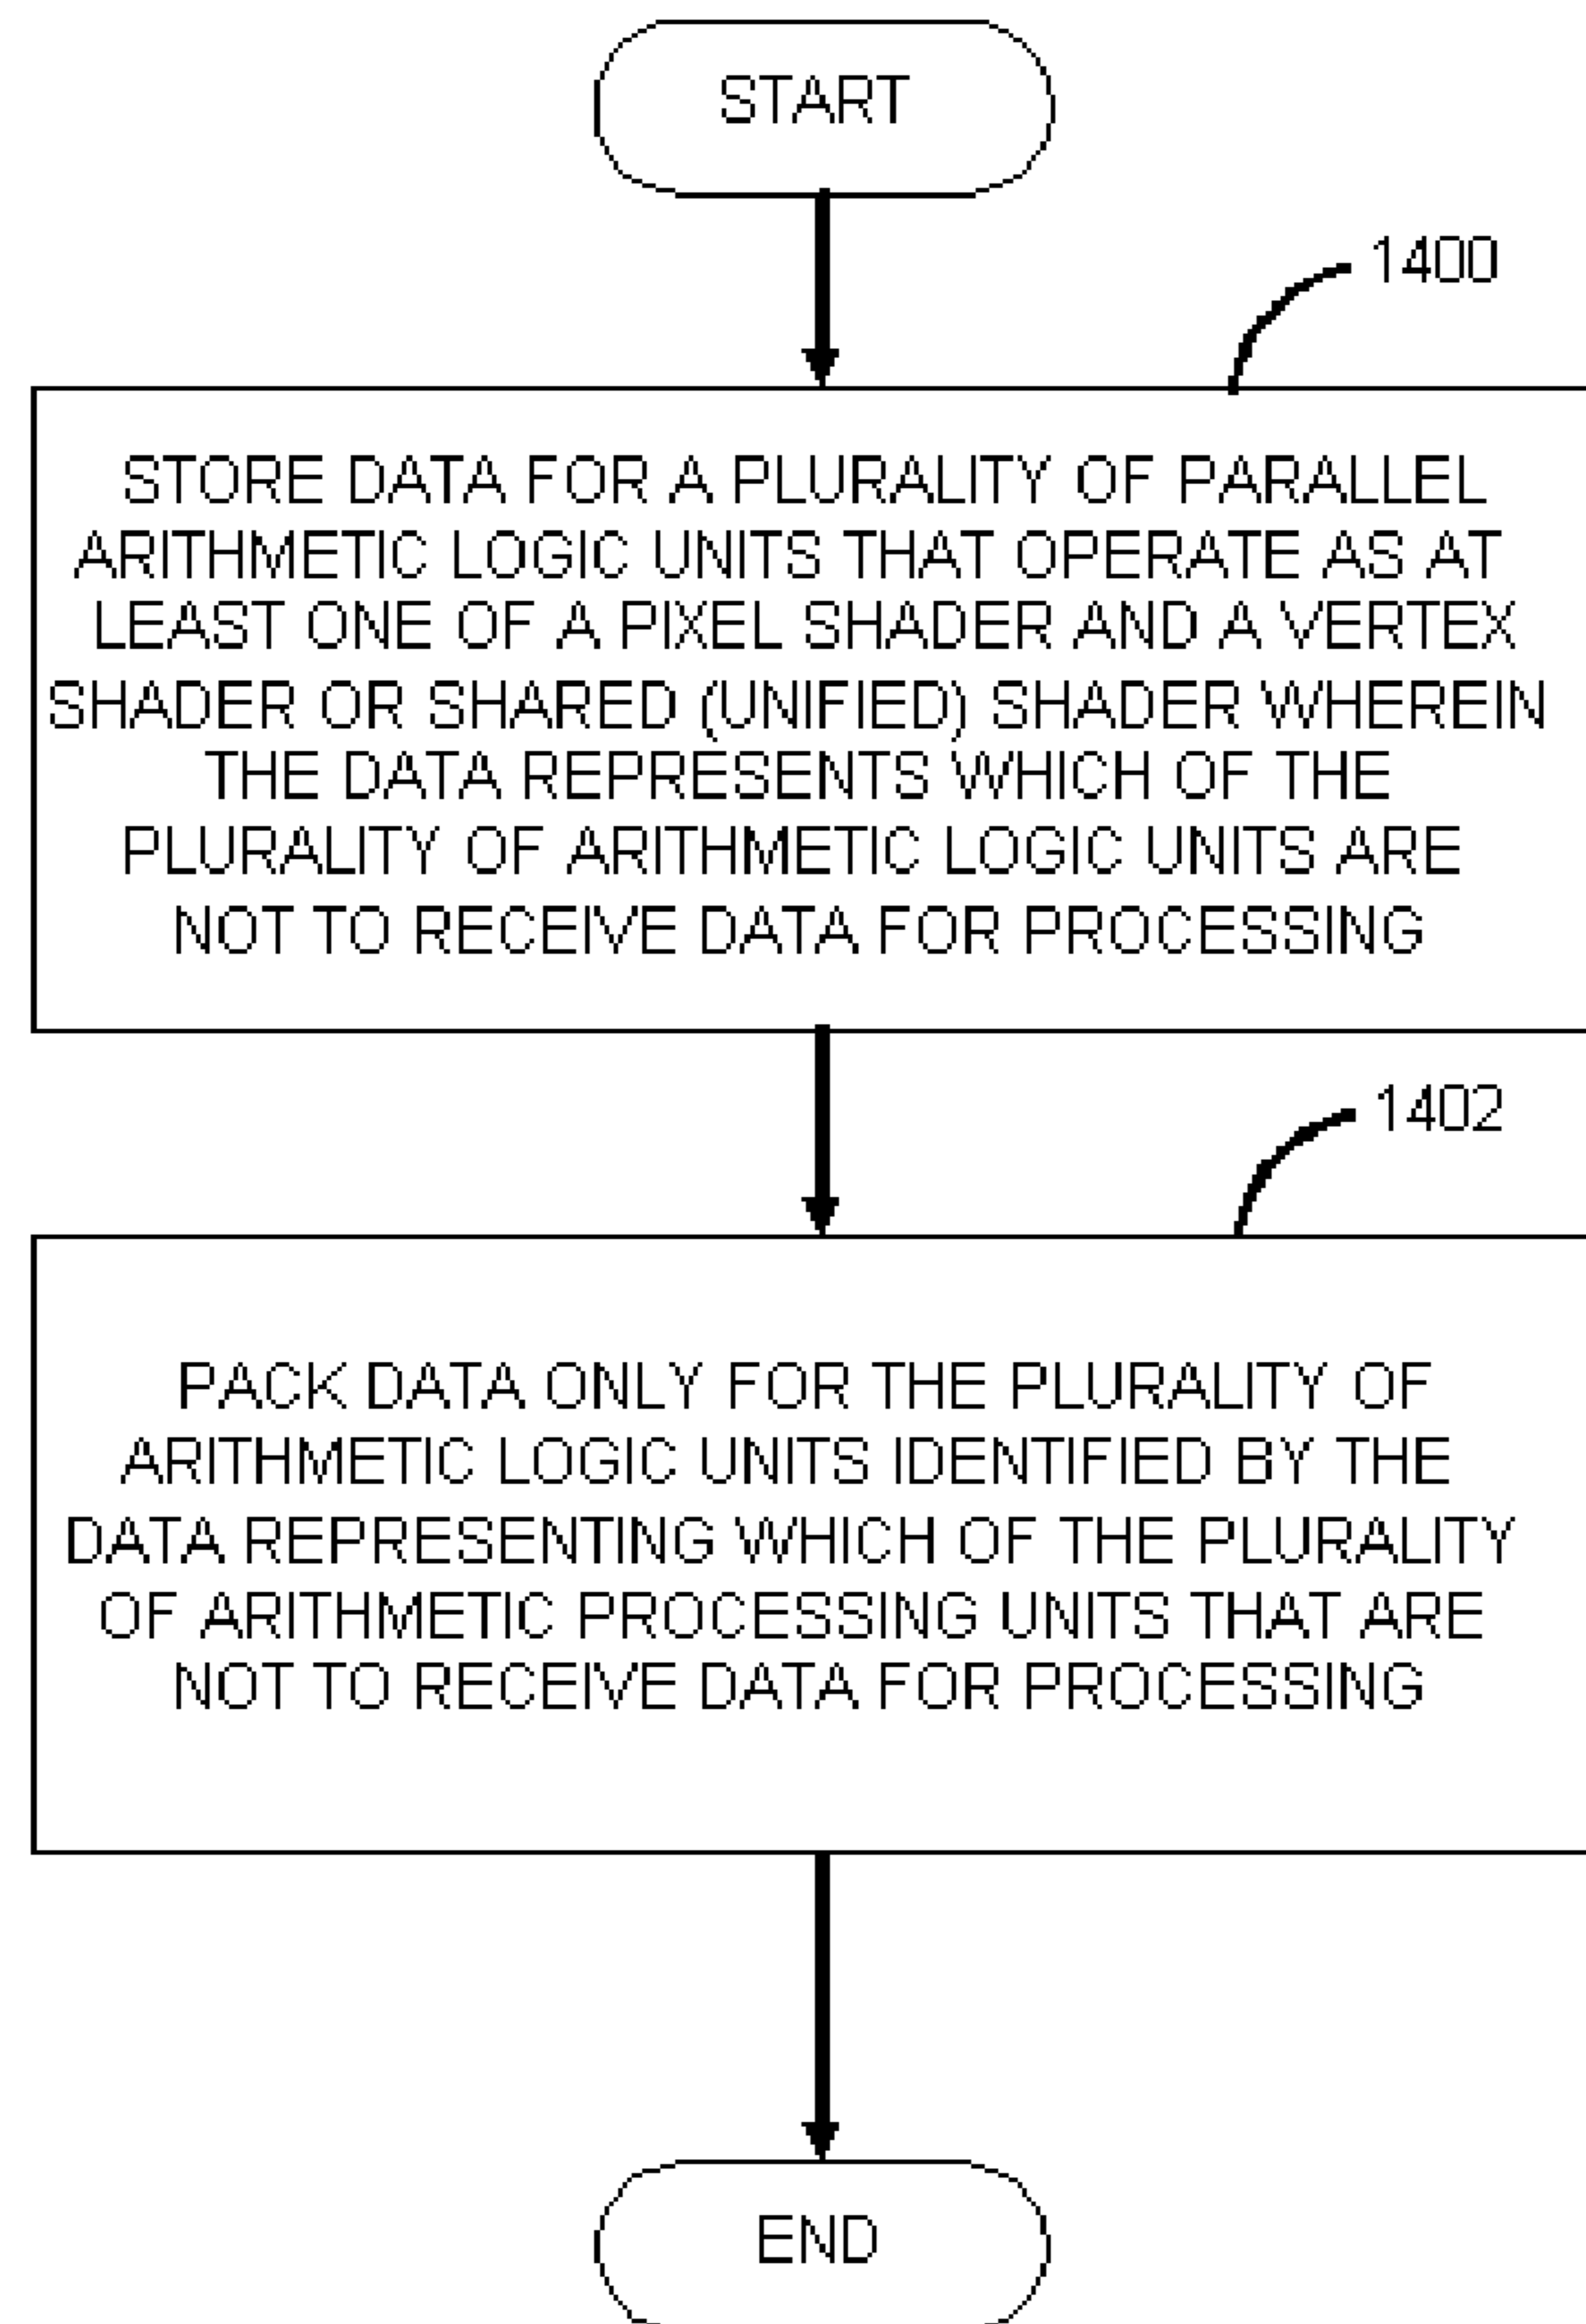 START
1400
STORE DATA FOR A PLURALITY OF PARALLEL
ARITHMETIC LOGIC UNITS THAT OPERATE AS AT
LEAST ONE OF A PIXEL SHADER AND A VERTEX
SHADER OR SHARED (UNIFIED) SHADER WHEREIN
THE DATA REPRESENTS WHICH OF THE
PLURALITY OF ARITHMETIC LOGIC UNITS ARE
NOT TO RECEIVE DATA FOR PROCESSING
1402
PACK DATA ONLY FOR THE PLURALITY OF
ARITHMETIC LOGIC UNITS IDENTIFIED BY THE
DATA REPRESENTING WHICH OF THE PLURALITY
OF ARITHMETIC PROCESSING UNITS THAT ARE
NOT TO RECEIVE DATA FOR PROCESSING
END